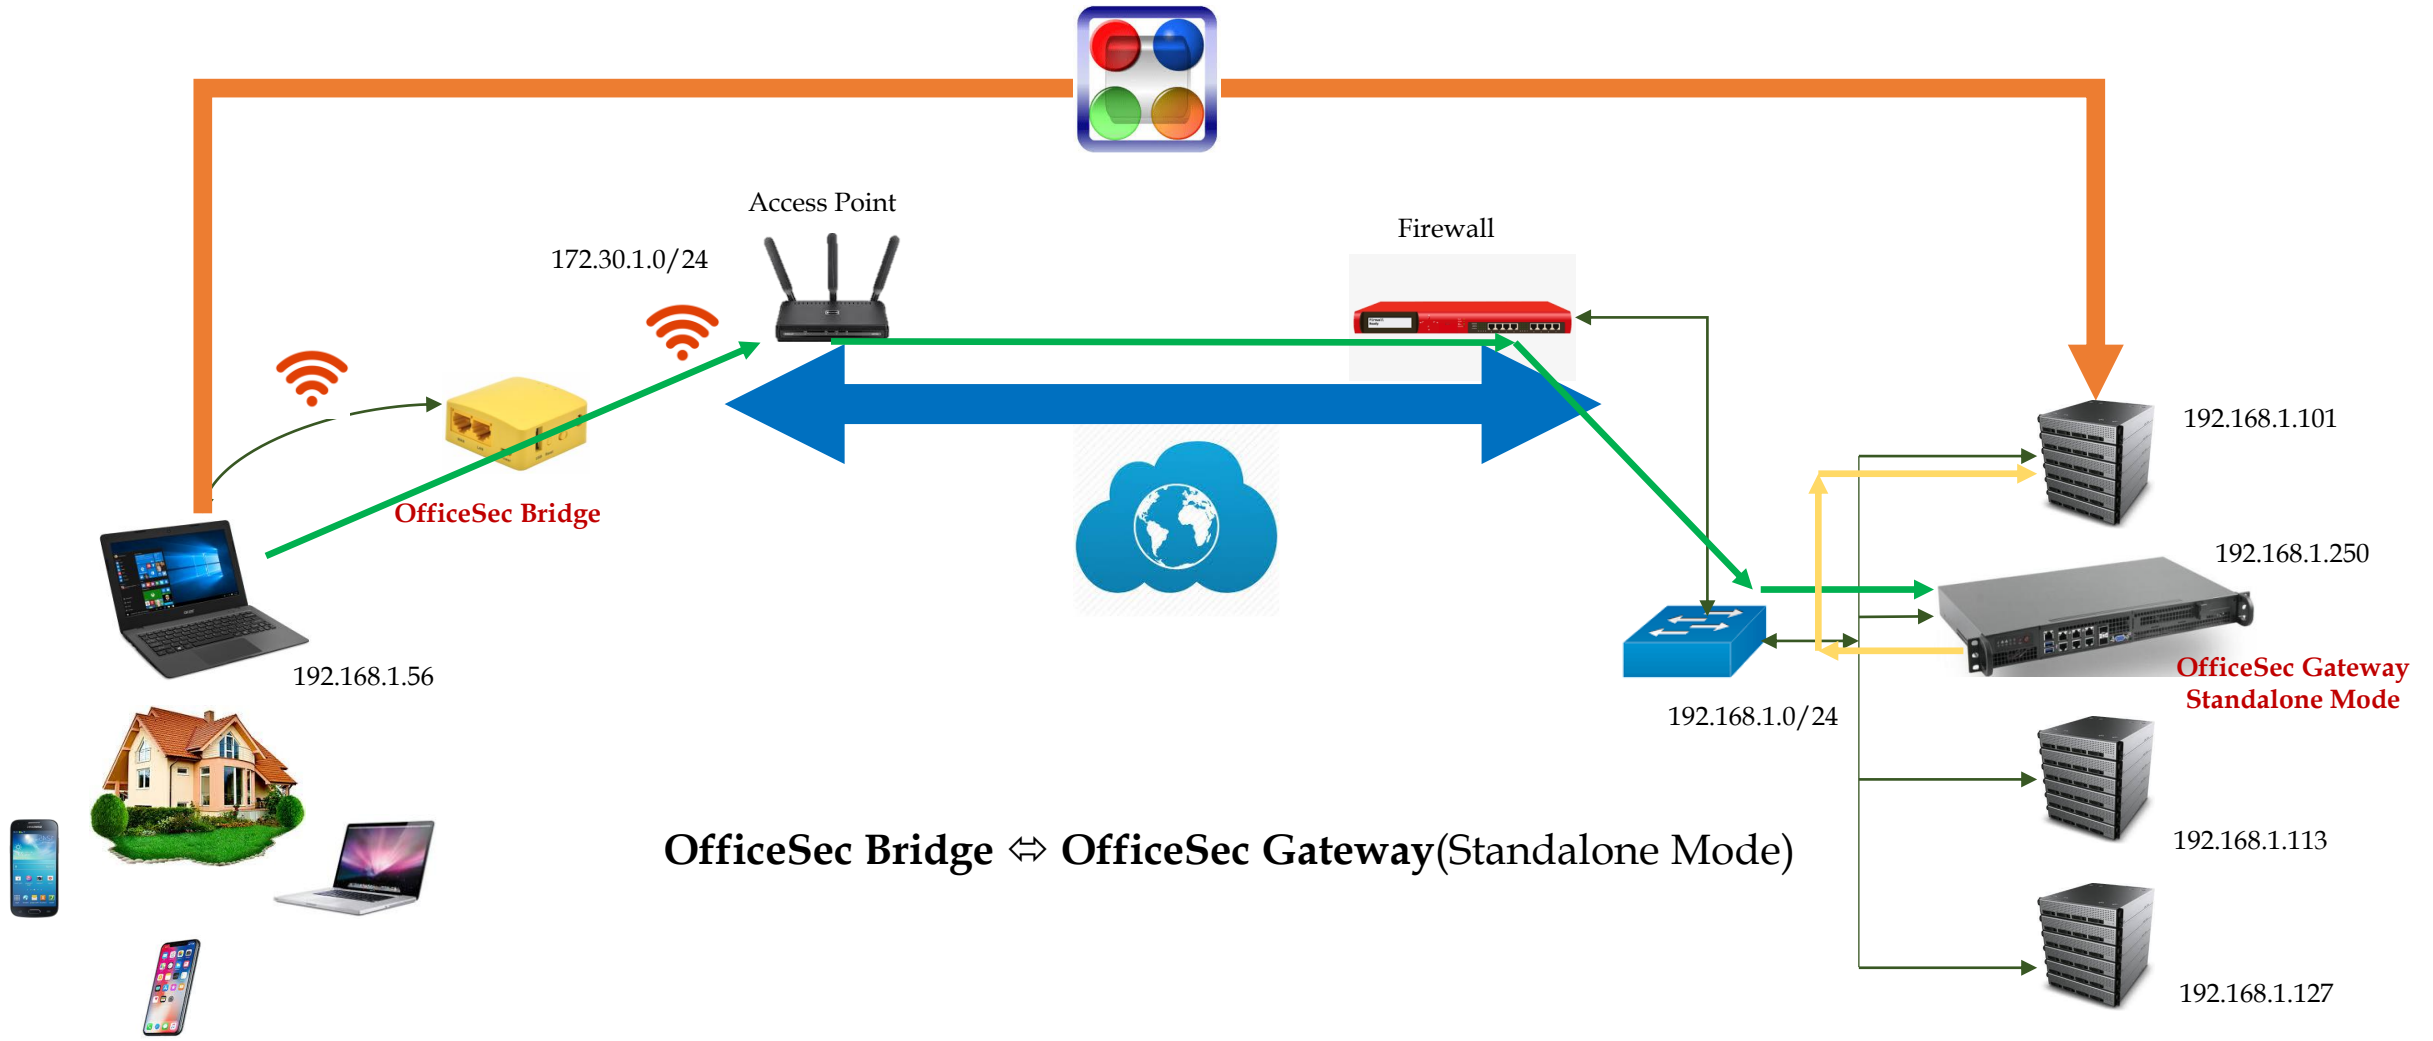 Access Point
Firewall
172.30.1.0/24
192.168.1.101
OfficeSec Bridge
192.168.1.250
192.168.1.56
OfficeSec Gateway
Standalone Mode
192.168.1.0/24
OfficeSec Bridge ⬄ OfficeSec Gateway(Standalone Mode)
192.168.1.113
192.168.1.127